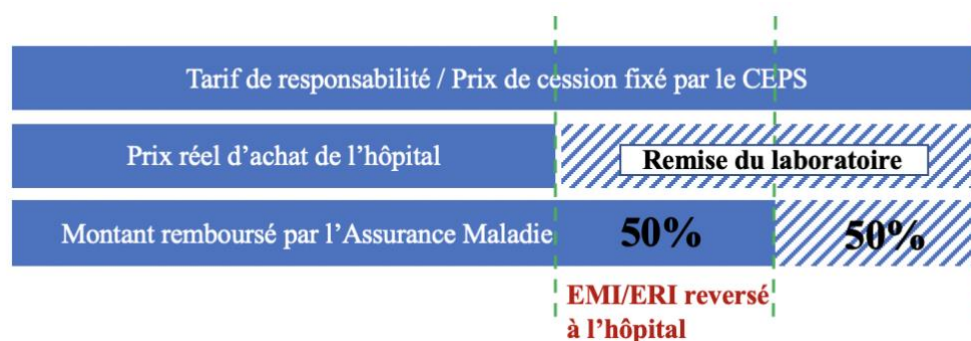 Tarif de responsabilité / Prix de cession fixé par le CEPS
Prix réel d’achat de l’hôpital
Remise du laboratoire
Montant remboursé par l’Assurance Maladie
50%
50%
EMI/ERI reversé
à l’hôpital